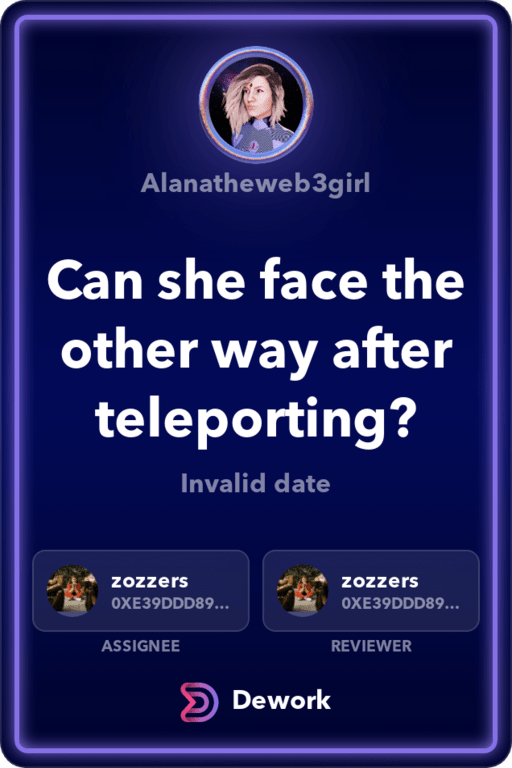 Alanatheweb3girl
Can she face the
other way after
teleporting?
Invalid date
zozzers
0XE39DDD89...
zozzers
0XE39DDD89...
ASSIGNEE
REVIEWER
Dework